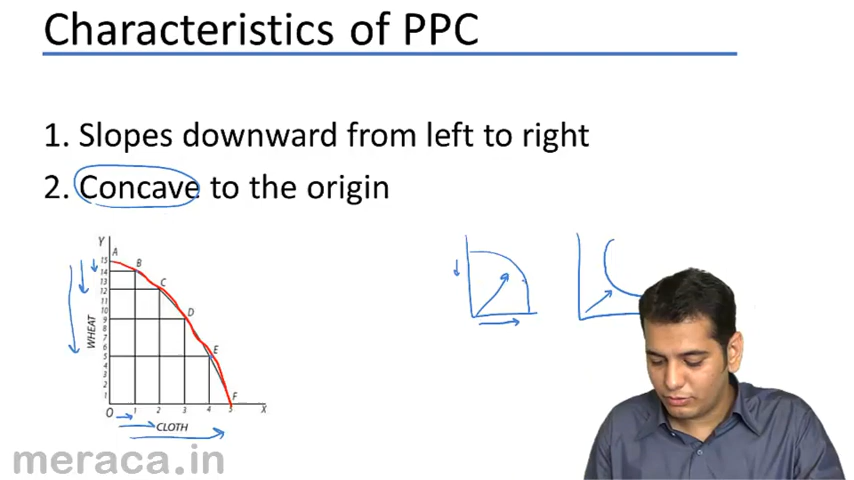 Characteristics of PPC
1. Slopes downward from left to right
2. Concave to the origin
Y
A
15
B
14
13
C
12
11
10
D
9
8
7
WHEAT
6
E
5
4
3
2
F
1
O 1 2 3 4 5 X
CLOTH
meraca.in